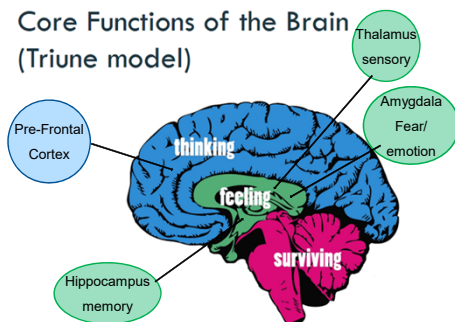 Core Functions of the Brain
(Triune model)
Thalamus
sensory
Amygdala
Fear/
emotion
Pre-Frontal
Cortex
thinking
feeling
surviving
Hippocampus
memory